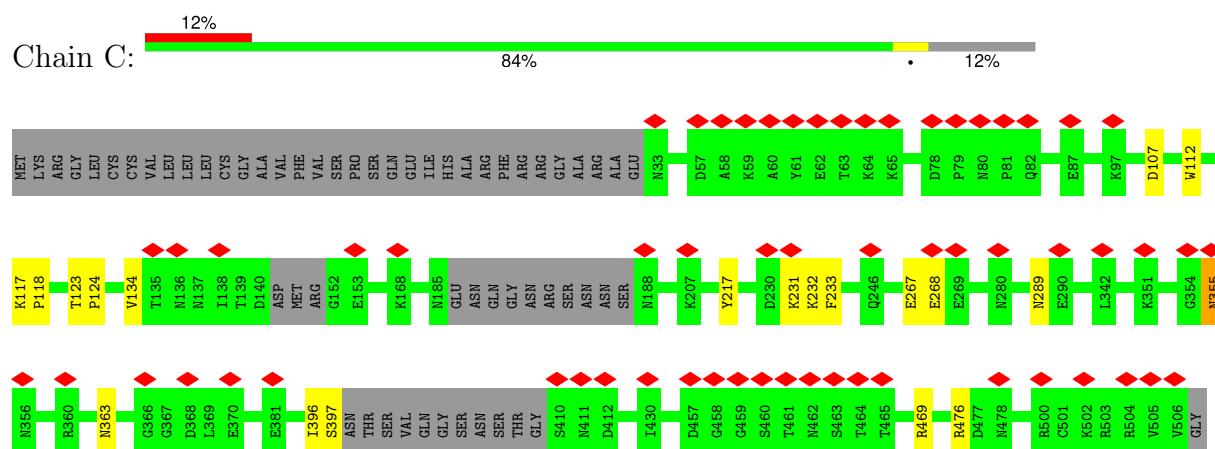 12%
Chain C:
84% • 12%
MET LYS ARG GLY LEU CYS CYS VAL LEU LEU LEU CYS GLY ALA VAL PHE VAL SER PRO SER GLN GLU ILE HIS ALA ARG PHE ARG ARG GLY ALA ARG ALA GLU N33 D57 A58 K59 A60 Y61 E62 T63 K64 K65 D78 P79 N80 P81 Q82 E87 K97 D107 W112
K117 P118 T123 P124 V134 T135 N136 N137 I138 T139 D140 ASP MET ARG G152 E153 K168 N185 GLU ASN GLN GLY ASN ARG SER ASN ASN SER N188 K207 Y217 D230 K231 K232 F233 Q246 E267 E268 E269 N280 N289 E290 L342 K351 G354 N355
N356 R360 N363 G366 G367 D368 L369 E370 E381 I396 S397 ASN THR SER VAL GLN GLY SER ASN SER THR GLY S410 N411 D412 I430 D457 G458 G459 S460 T461 N462 S463 T464 T465 R469 R476 D477 N478 R500 C501 K502 R503 R504 V505 V506 GLY